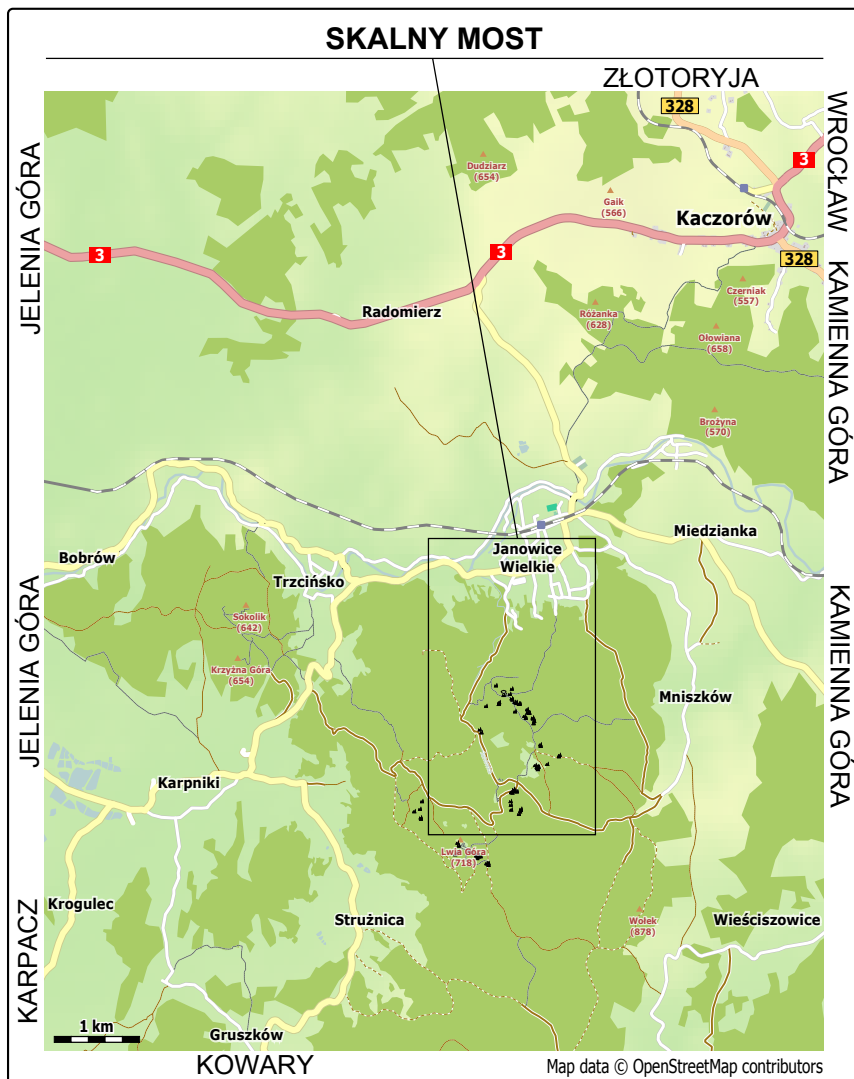 SKALNY MOST
ZŁOTORYJA
328
WROCŁAW
3
Dudziarz
(654)
JELENIA GÓRA
Gaik
(566)
Kaczorów
3
3
328
KAMIENNA GÓRA
Czerniak
(557)
Radomierz
Różanka
(628)
Ołowiana
(658)
Brożyna
(570)
Miedzianka
Janowice
Wielkie
Bobrów
Trzcińsko
JELENIA GÓRA
KAMIENNA GÓRA
Sokolik
(642)
Krzyżna Góra
(654)
Mniszków
Karpniki
Lwia Góra
(718)
KARPACZ
Krogulec
Strużnica
Wołek
(878)
Wieściszowice
1 km
Gruszków
KOWARY
Map data © OpenStreetMap contributors